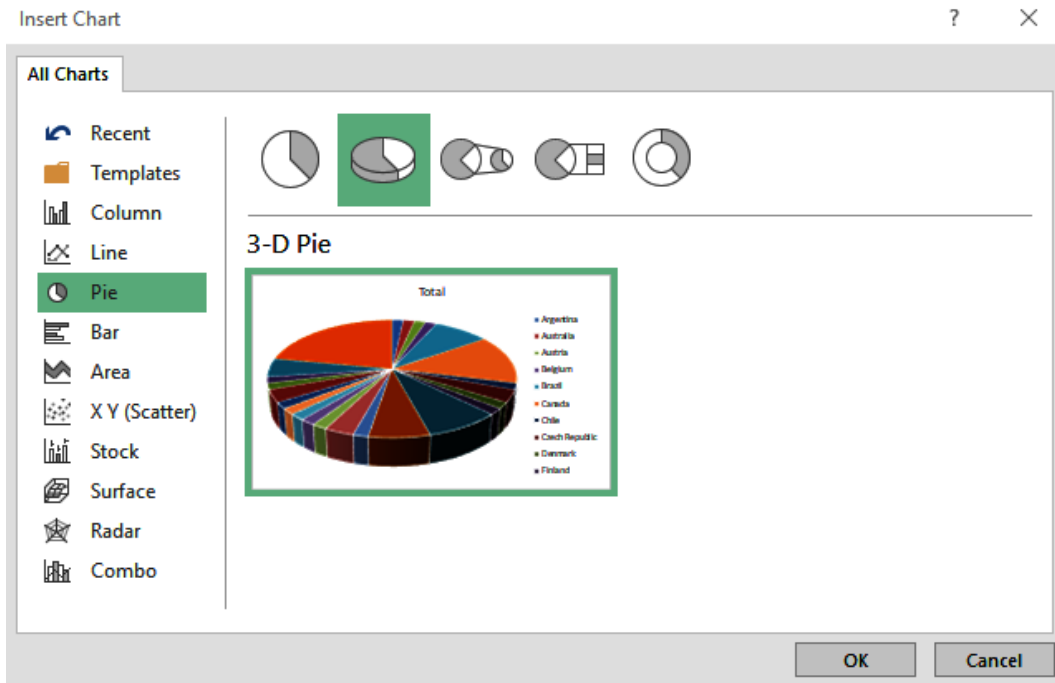 Insert Chart
?
All Charts
Recent
Templates
Column
Line
Pie
Bar
Area
X Y (Scatter)
Stock
Surface
Radar
Combo
3-D Pie
Total
Argentina
Australia
Austria
Belgium
Brazil
Canada
Chile
Czech Republic
Denmark
Finland
OK
Cancel